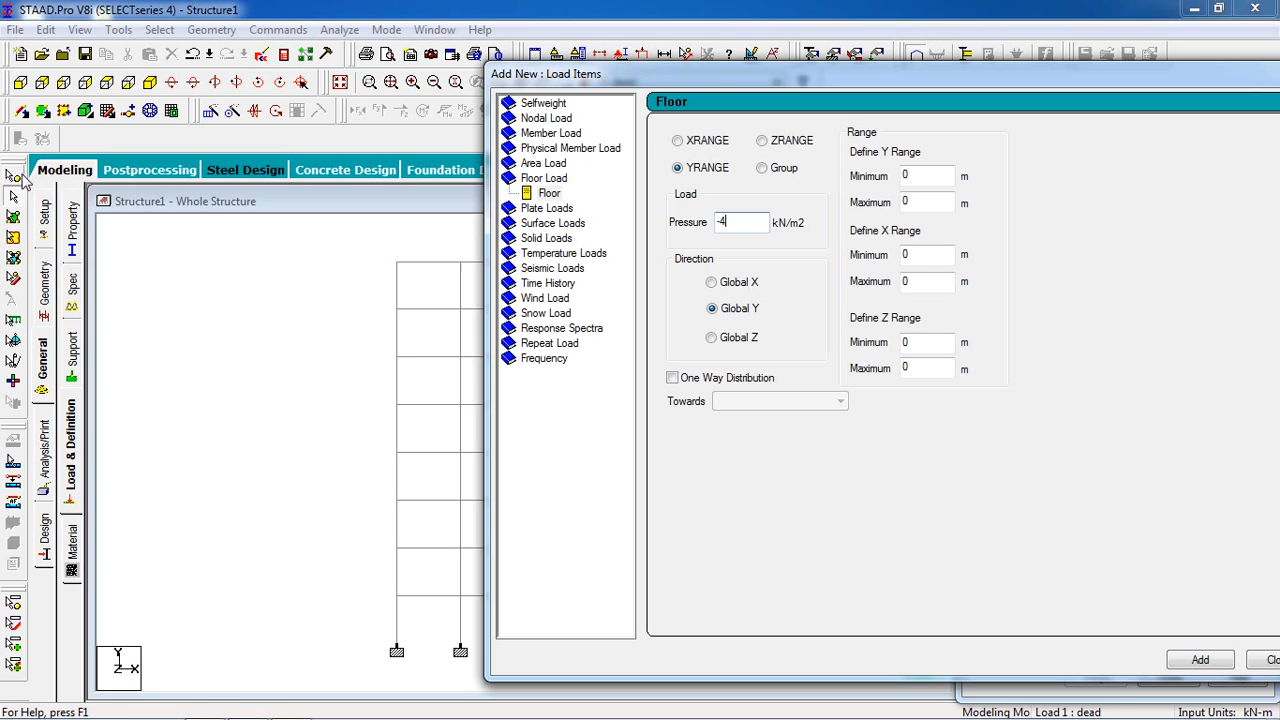 STAAD.Pro V8i (SELECTseries 4) - Structure1
File Edit View Tools Select Geometry Commands Analyze Mode Window Help
Add New : Load Items
Modeling Postprocessing Steel Design Concrete Design Foundation D
Structure1 - Whole Structure
Setup
Geometry
General
Analysis/Print
Design
Property
Spec
Support
Load & Definition
Material
Selfweight
Nodal Load
Member Load
Physical Member Load
Area Load
Floor Load
Floor
Plate Loads
Surface Loads
Solid Loads
Temperature Loads
Seismic Loads
Time History
Wind Load
Snow Load
Response Spectra
Repeat Load
Frequency
Floor
XRANGE ZRANGE
YRANGE Group
Load
Pressure -4 kN/m2
Direction
Global X
Global Y
Global Z
One Way Distribution
Towards
Range
Define Y Range
Minimum 0 m
Maximum 0 m
Define X Range
Minimum 0 m
Maximum 0 m
Define Z Range
Minimum 0 m
Maximum 0 m
Add Clo
Y
Z X
For Help, press F1
Modeling Mo Load 1 : dead Input Units: kN-m